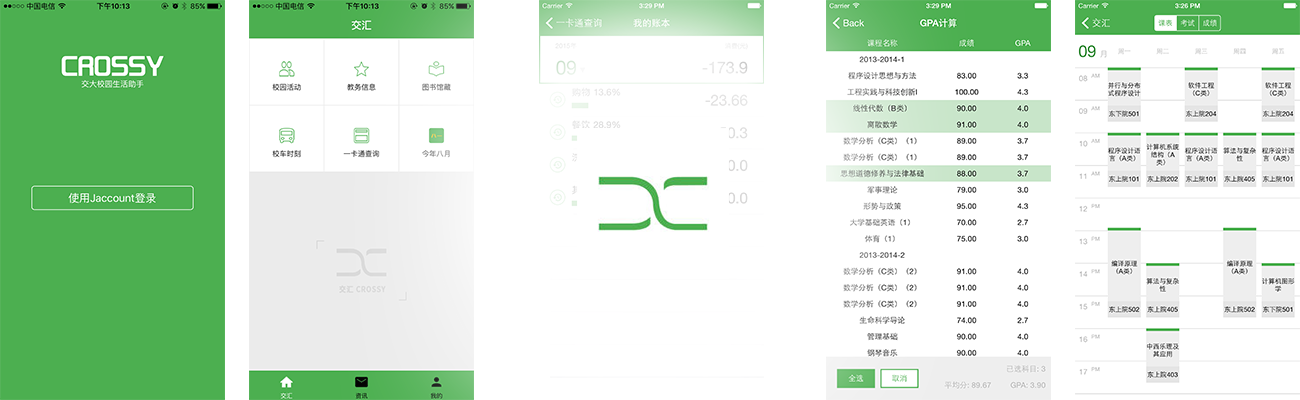 中国电信
下午10:13
85%
CROSSY
交大校园生活助手
使用Jaccount登录
中国电信
下午10:13
85%
交汇
校园活动
教务信息
图书馆藏
校车时刻
一卡通查询
今年八月
交汇 CROSSY
交汇
资讯
我的
Carrier
3:29 PM
一卡通查询
我的账本
09
-173.9
购物 13.6%
-23.66
餐饮 28.9%
0.3
0.0
0.0
Carrier
3:29 PM
Back
GPA计算
课程名称 成绩 GPA
2013-2014-1
程序设计思想与方法 83.00 3.3
工程实践与科技创新I 100.00 4.3
线性代数（B类） 90.00 4.0
离散数学 91.00 4.0
数学分析（C类）（1） 89.00 3.7
数学分析（C类）（1） 89.00 3.7
思想道德修养与法律基础 88.00 3.7
军事理论 79.00 3.0
形势与政策 95.00 4.3
大学基础英语（1） 70.00 2.7
体育（1） 75.00 3.0
2013-2014-2
数学分析（C类）（2） 91.00 4.0
数学分析（C类）（2） 91.00 4.0
数学分析（C类）（2） 91.00 4.0
生命科学导论 74.00 2.7
管理基础 90.00 4.0
钢琴音乐 90.00 4.0
全选
取消
已选科目: 3
平均分: 89.67
GPA: 3.90
Carrier
3:26 PM
交汇
课表
考试
成绩
09 月
周一 周二 周三 周四 周五
08 AM
并行与分布
式程序设计
东下院501
软件工程
（C类）
东上院204
软件工程
（C类）
东上院204
09 AM
10 AM
程序设计语
言（A类）
东上院101
计算机系统
结构（A
类）
东上院202
程序设计语
言（A类）
东上院101
算法与复杂
性
东上院405
程序设计语
言（A类）
东上院101
11 AM
12 PM
13 PM
编译原理
（A类）
东上院502
编译原理
（A类）
东上院502
14 PM
算法与复杂
性
东上院405
计算机图形
学
东下院501
15 PM
16 PM
中西乐理及
其应用
东上院403
17 PM